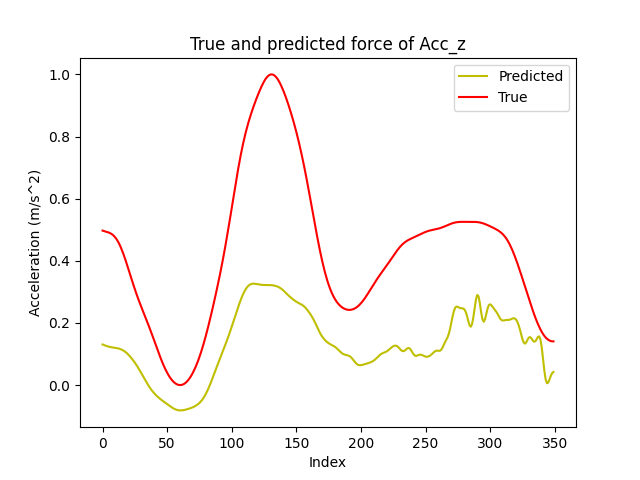 True and predicted force of Acc_z
Predicted
True
1.0
0.8
0.6
0.4
0.2
0.0
Acceleration (m/s^2)
0 50 100 150 200 250 300 350
Index